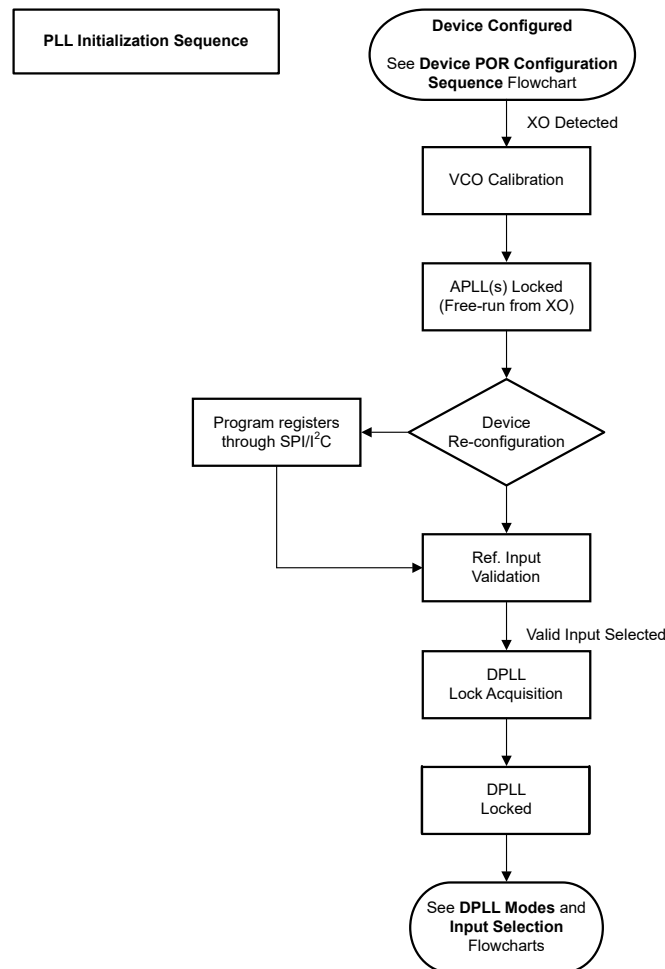 PLL Initialization Sequence
Device Configured
See Device POR Configuration
Sequence Flowchart
XO Detected
VCO Calibration
APLL(s) Locked
(Free-run from XO)
Device
Re-configuration
Program registers
through SPI/I²C
Ref. Input
Validation
Valid Input Selected
DPLL
Lock Acquisition
DPLL
Locked
See DPLL Modes and
Input Selection
Flowcharts